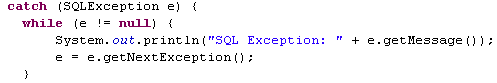 catch (SQLException e) {
while (e != null) {
System.out.println("SQL Exception: " + e.getMessage());
e = e.getNextException();
}